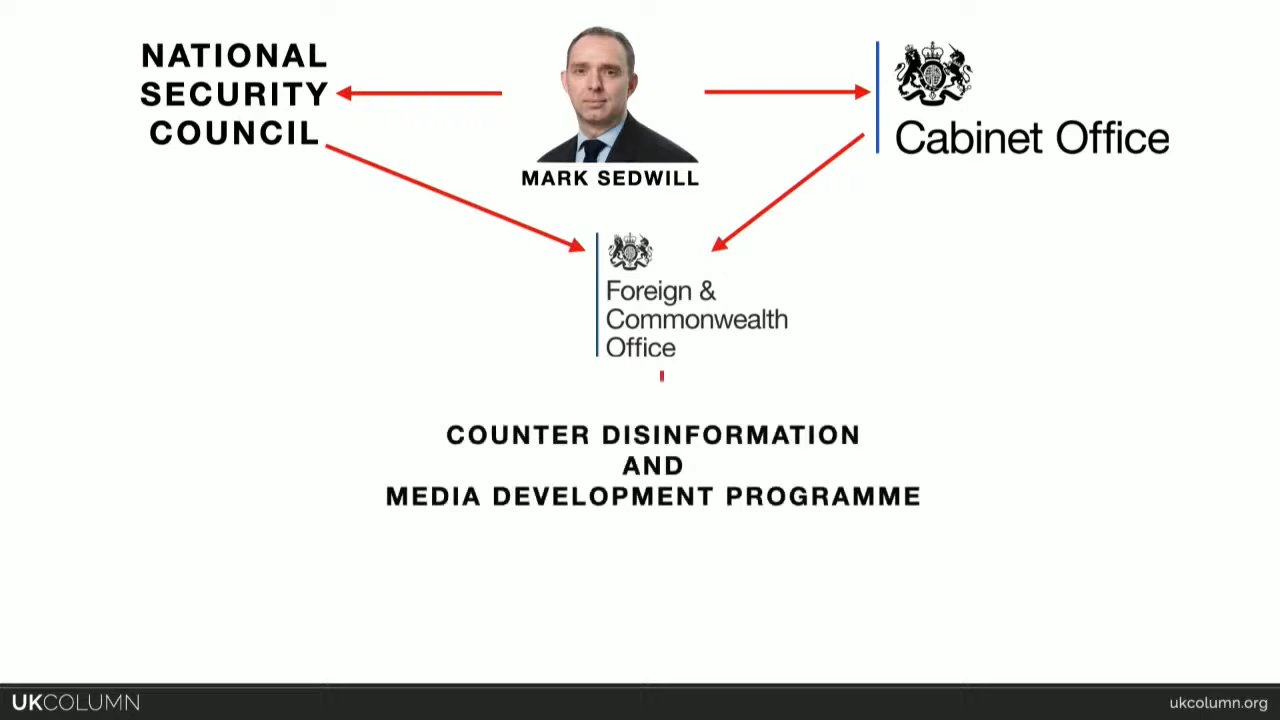 NATIONAL
SECURITY
COUNCIL
MARK SEDWILL
Cabinet Office
Foreign &
Commonwealth
Office
COUNTER DISINFORMATION
AND
MEDIA DEVELOPMENT PROGRAMME
UKCOLUMN
ukcolumn.org